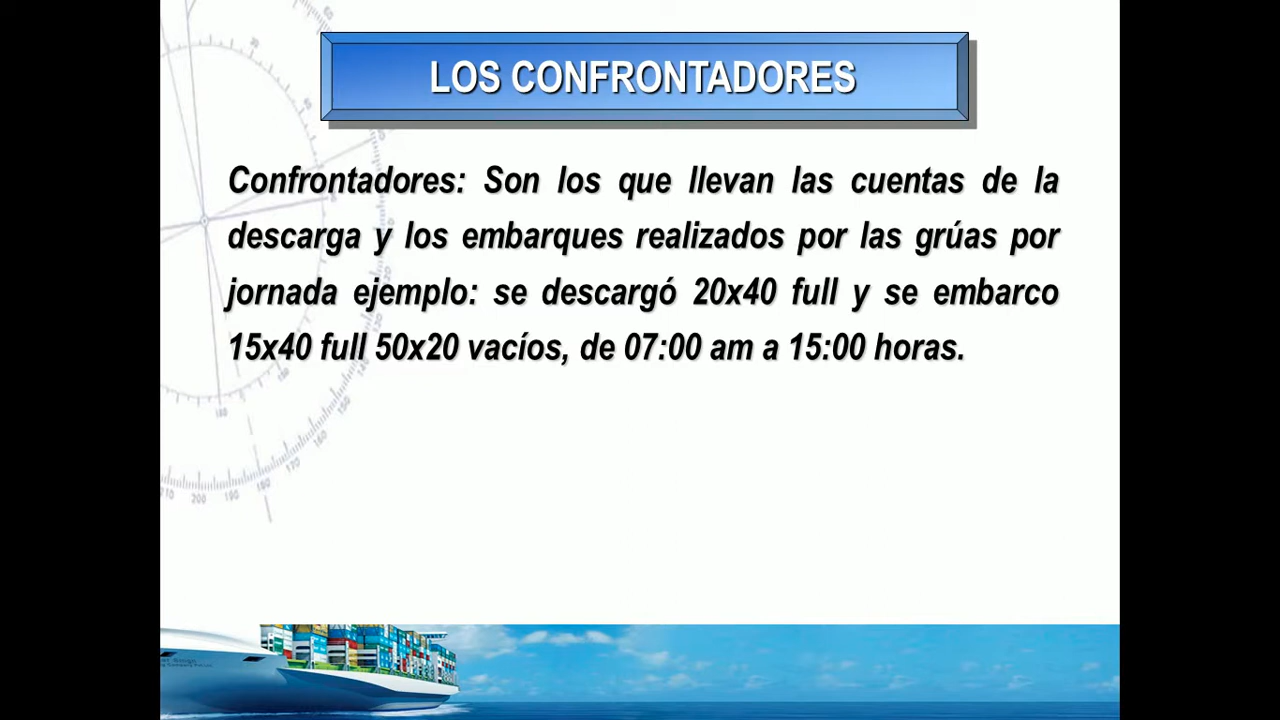 LOS CONFRONTADORES
Confrontadores: Son los que llevan las cuentas de la
descarga y los embarques realizados por las grúas por
jornada ejemplo: se descargó 20x40 full y se embarco
15x40 full 50x20 vacíos, de 07:00 am a 15:00 horas.